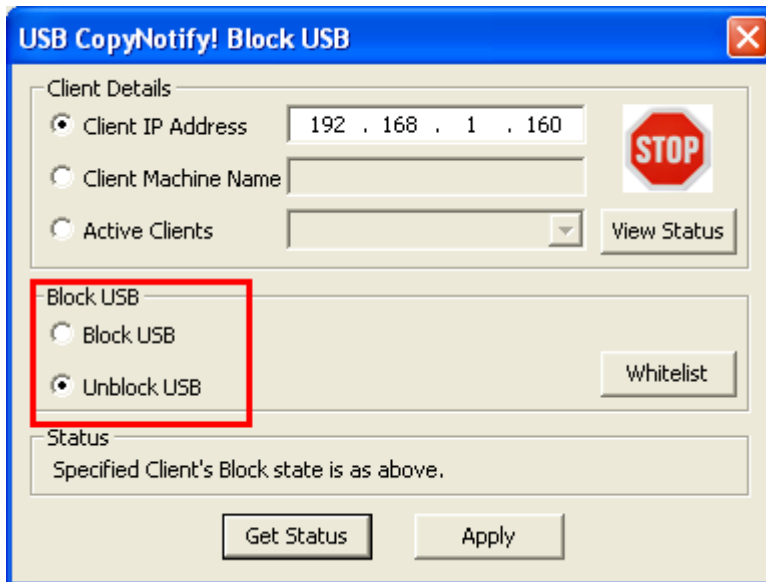 USB CopyNotify! Block USB
Client Details
Client IP Address 192 . 168 . 1 . 160
STOP
Client Machine Name
Active Clients
View Status
Block USB
Block USB
Unblock USB
Whitelist
Status
Specified Client's Block state is as above.
Get Status Apply